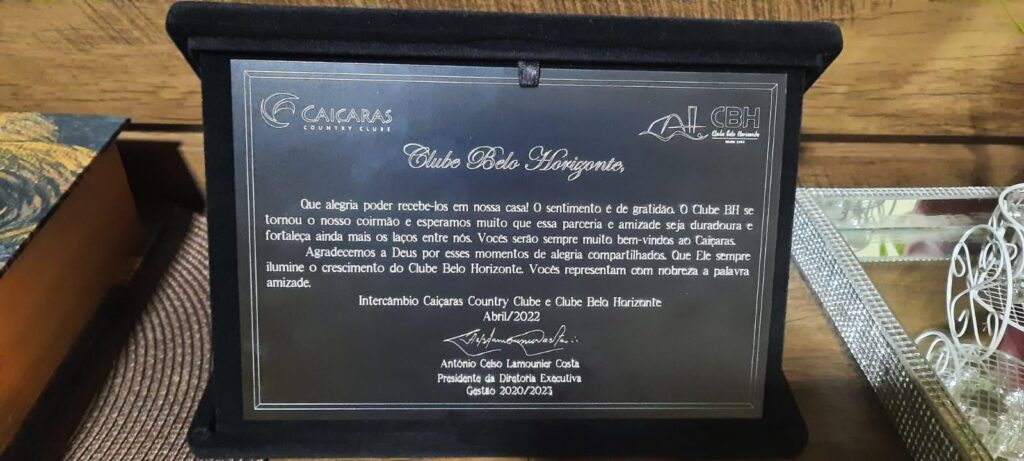 CAIÇARAS
COUNTRY CLUBE
CBH
Clube Belo Horizonte
Clube Belo Horizonte,
Que alegria poder recebe-los em nossa casa! O sentimento é de gratidão. O Clube BH se
tornou o nosso coirmão e esperamos muito que essa parceria e amizade seja duradoura e
fortaleça ainda mais os laços entre nós. Vocês serão sempre muito bem-vindos ao Caiçaras.
Agradecemos a Deus por esses momentos de alegria compartilhados. Que Ele sempre
ilumine o crescimento do Clube Belo Horizonte. Vocês representam com nobreza a palavra
amizade.
Intercâmbio Caiçaras Country Clube e Clube Belo Horizonte
Abril/2022
Antônio Celso Lamounier Costa
Presidente da Diretoria Executiva
Gestão 2020/2023